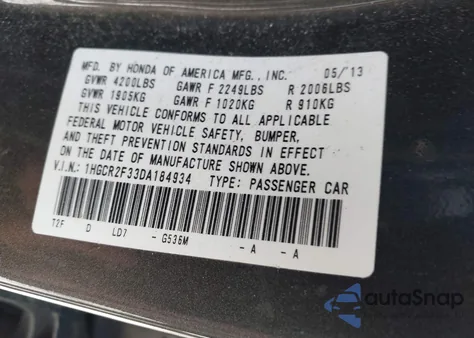 MFD. BY HONDA OF AMERICA MFG., INC. 05/'13
GVWR 4200LBS GAWR F 2249LBS R 2006LBS
GVWR 1905KG GAWR F 1020KG R 910KG
THIS VEHICLE CONFORMS TO ALL APPLICABLE
FEDERAL MOTOR VEHICLE SAFETY, BUMPER,
AND THEFT PREVENTION STANDARDS IN EFFECT
ON THE DATE OF MANUFACTURE SHOWN ABOVE
V.I.N.: 1HGCR2F33DA184934 TYPE: PASSENGER CAR
T2F D LD7 - G536M - A - A
autoSnap